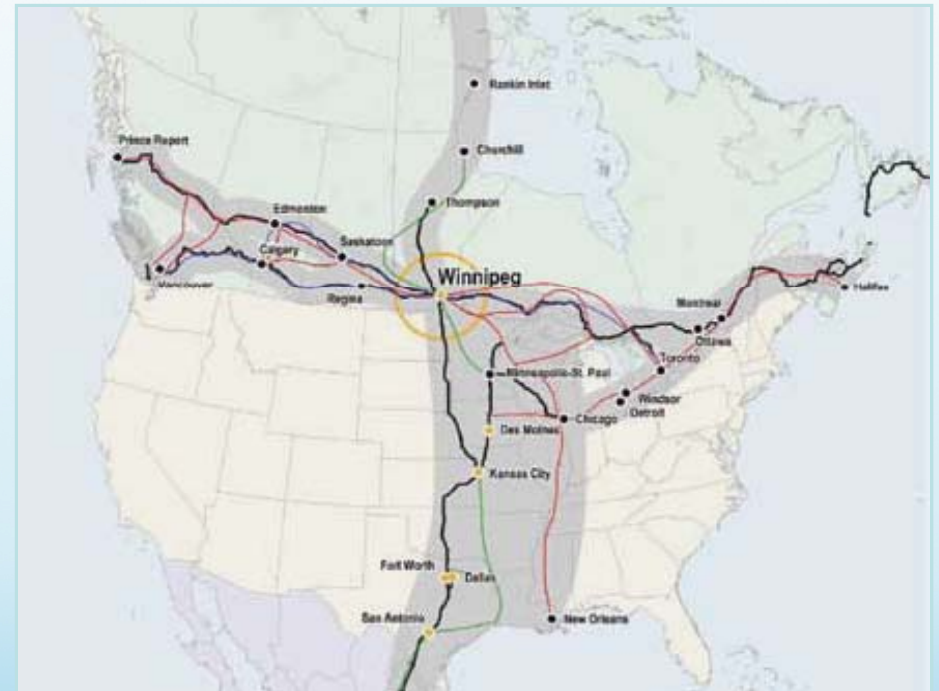 Rankin Inlet
Churchill
Prince Rupert
Thompson
Edmonton
Saskatoon
Calgary
Winnipeg
Vancouver
Regina
Halifax
Montreal
Ottawa
Toronto
Minneapolis-St. Paul
Windsor
Detroit
Chicago
Des Moines
Kansas City
Fort Worth
Dallas
San Antonio
New Orleans